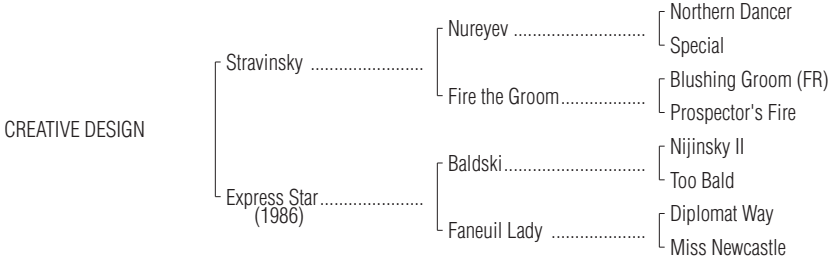 Northern Dancer
Nureyev ............................
Special
Stravinsky ........................
Blushing Groom (FR)
Fire the Groom..................
Prospector's Fire
CREATIVE DESIGN
Nijinsky II
Baldski..............................
Too Bald
Express Star......................
(1986)
Diplomat Way
Faneuil Lady ....................
Miss Newcastle